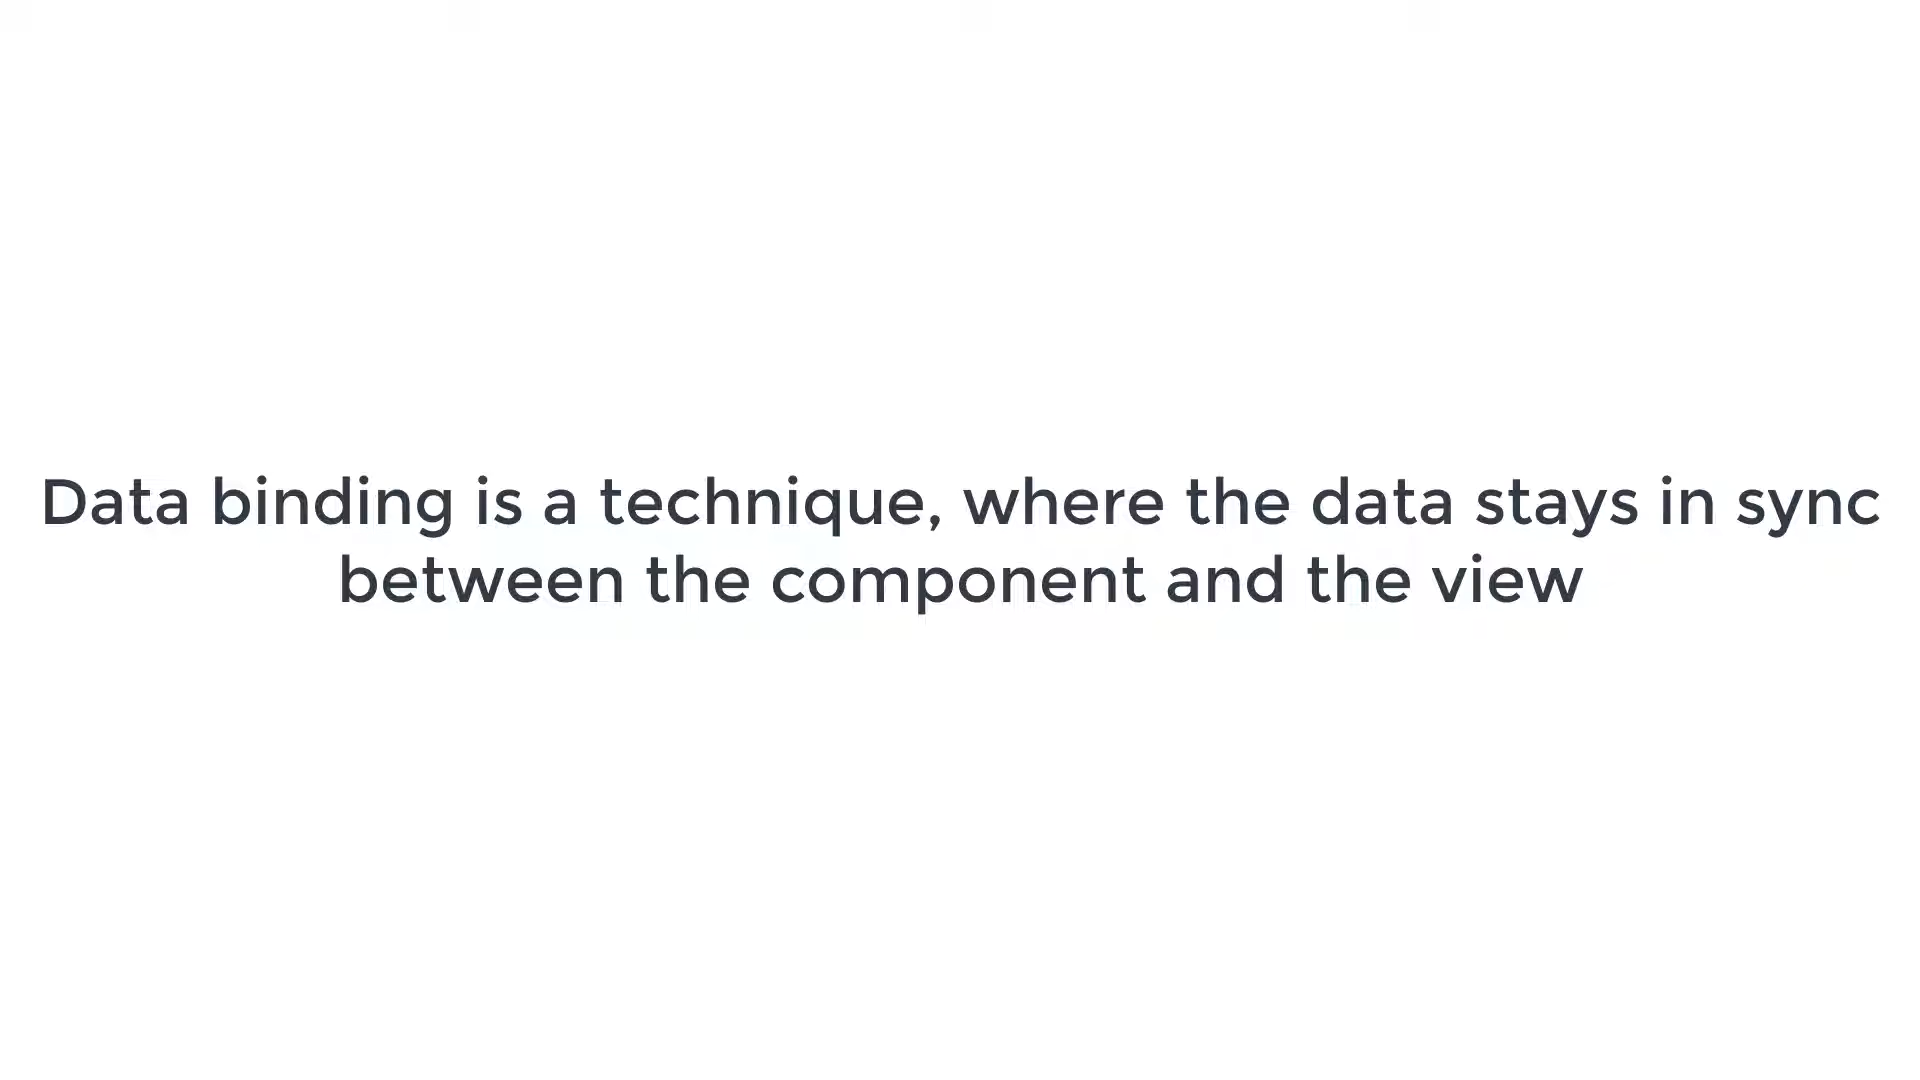 Data binding is a technique, where the data stays in sync
between the component and the view